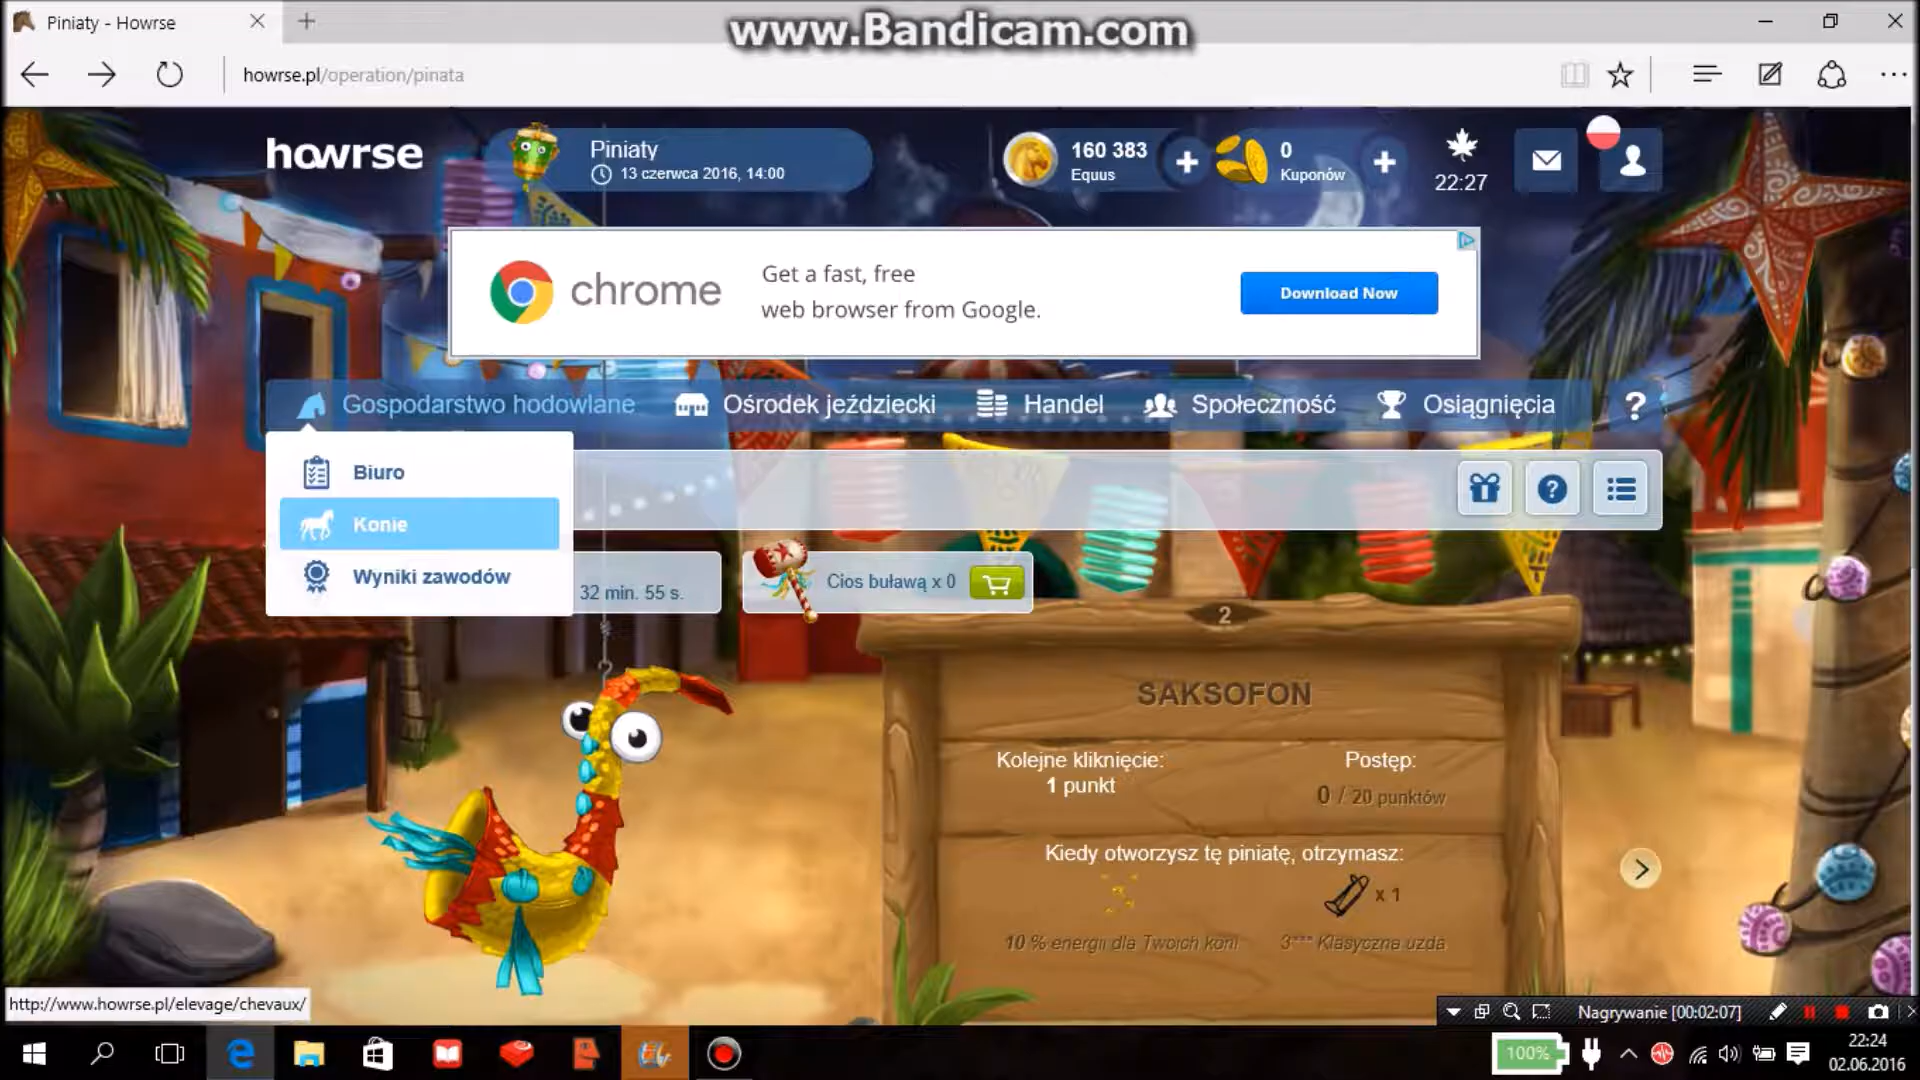 Piniaty - Howrse
www.Bandicam.com
howrse.pl/operation/pinata
howrse
Piniaty
13 czerwca 2016, 14:00
160 383
Equus
0
Kuponów
22:27
chrome
Get a fast, free
web browser from Google.
Download Now
Gospodarstwo hodowlane
Ośrodek jeździecki
Handel
Społeczność
Osiągnięcia
?
Biuro
Konie
Wyniki zawodów
32 min. 55 s.
Cios buławą x 0
2
SAKSOFON
Kolejne kliknięcie:
1 punkt
Postęp:
0 / 20 punktów
Kiedy otworzysz tę piniatę, otrzymasz:
x 1
10 % energii dla Twoich koni
3*** Klasyczna uzda
http://www.howrse.pl/elevage/chevaux/
Nagrywanie [00:02:07]
100%
22:24
02.06.2016